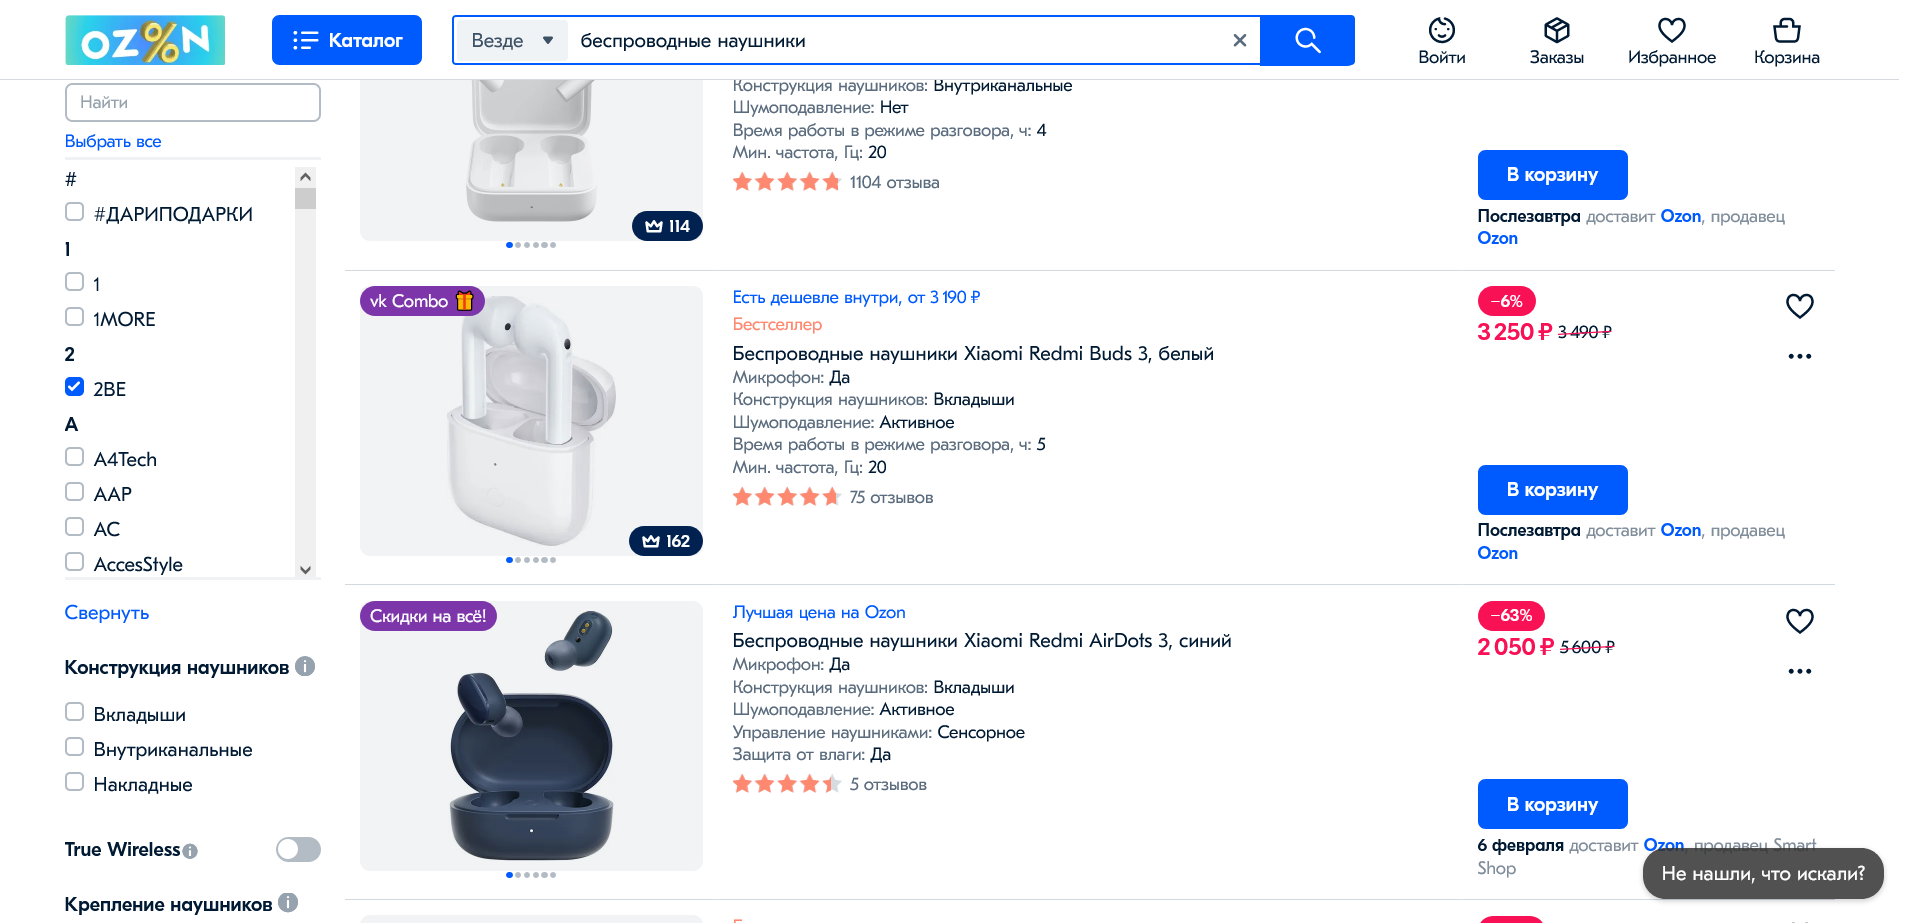 OZ%N
Каталог
Везде
беспроводные наушники
Войти
Заказы
Избранное
Корзина
Найти
Выбрать все
#
#ДАРИПОДАРКИ
1
1
1MORE
2
2BE
A
A4Tech
AAP
AC
AccesStyle
Свернуть
Конструкция наушников
Вкладыши
Внутриканальные
Накладные
True Wireless
Крепление наушников
114
Конструкция наушников: Внутриканальные
Шумоподавление: Нет
Время работы в режиме разговора, ч: 4
Мин. частота, Гц: 20
1104 отзыва
В корзину
Послезавтра доставит Ozon, продавец
Ozon
vk Combo
162
Есть дешевле внутри, от 3 190 ₽
Бестселлер
Беспроводные наушники Xiaomi Redmi Buds 3, белый
Микрофон: Да
Конструкция наушников: Вкладыши
Шумоподавление: Активное
Время работы в режиме разговора, ч: 5
Мин. частота, Гц: 20
75 отзывов
−6%
3 250 ₽ 3 490 ₽
В корзину
Послезавтра доставит Ozon, продавец
Ozon
Скидки на всё!
Лучшая цена на Ozon
Беспроводные наушники Xiaomi Redmi AirDots 3, синий
Микрофон: Да
Конструкция наушников: Вкладыши
Шумоподавление: Активное
Управление наушниками: Сенсорное
Защита от влаги: Да
5 отзывов
−63%
2 050 ₽ 5 600 ₽
В корзину
6 февраля доставит Ozon, продавец Smart
Shop
Не нашли, что искали?